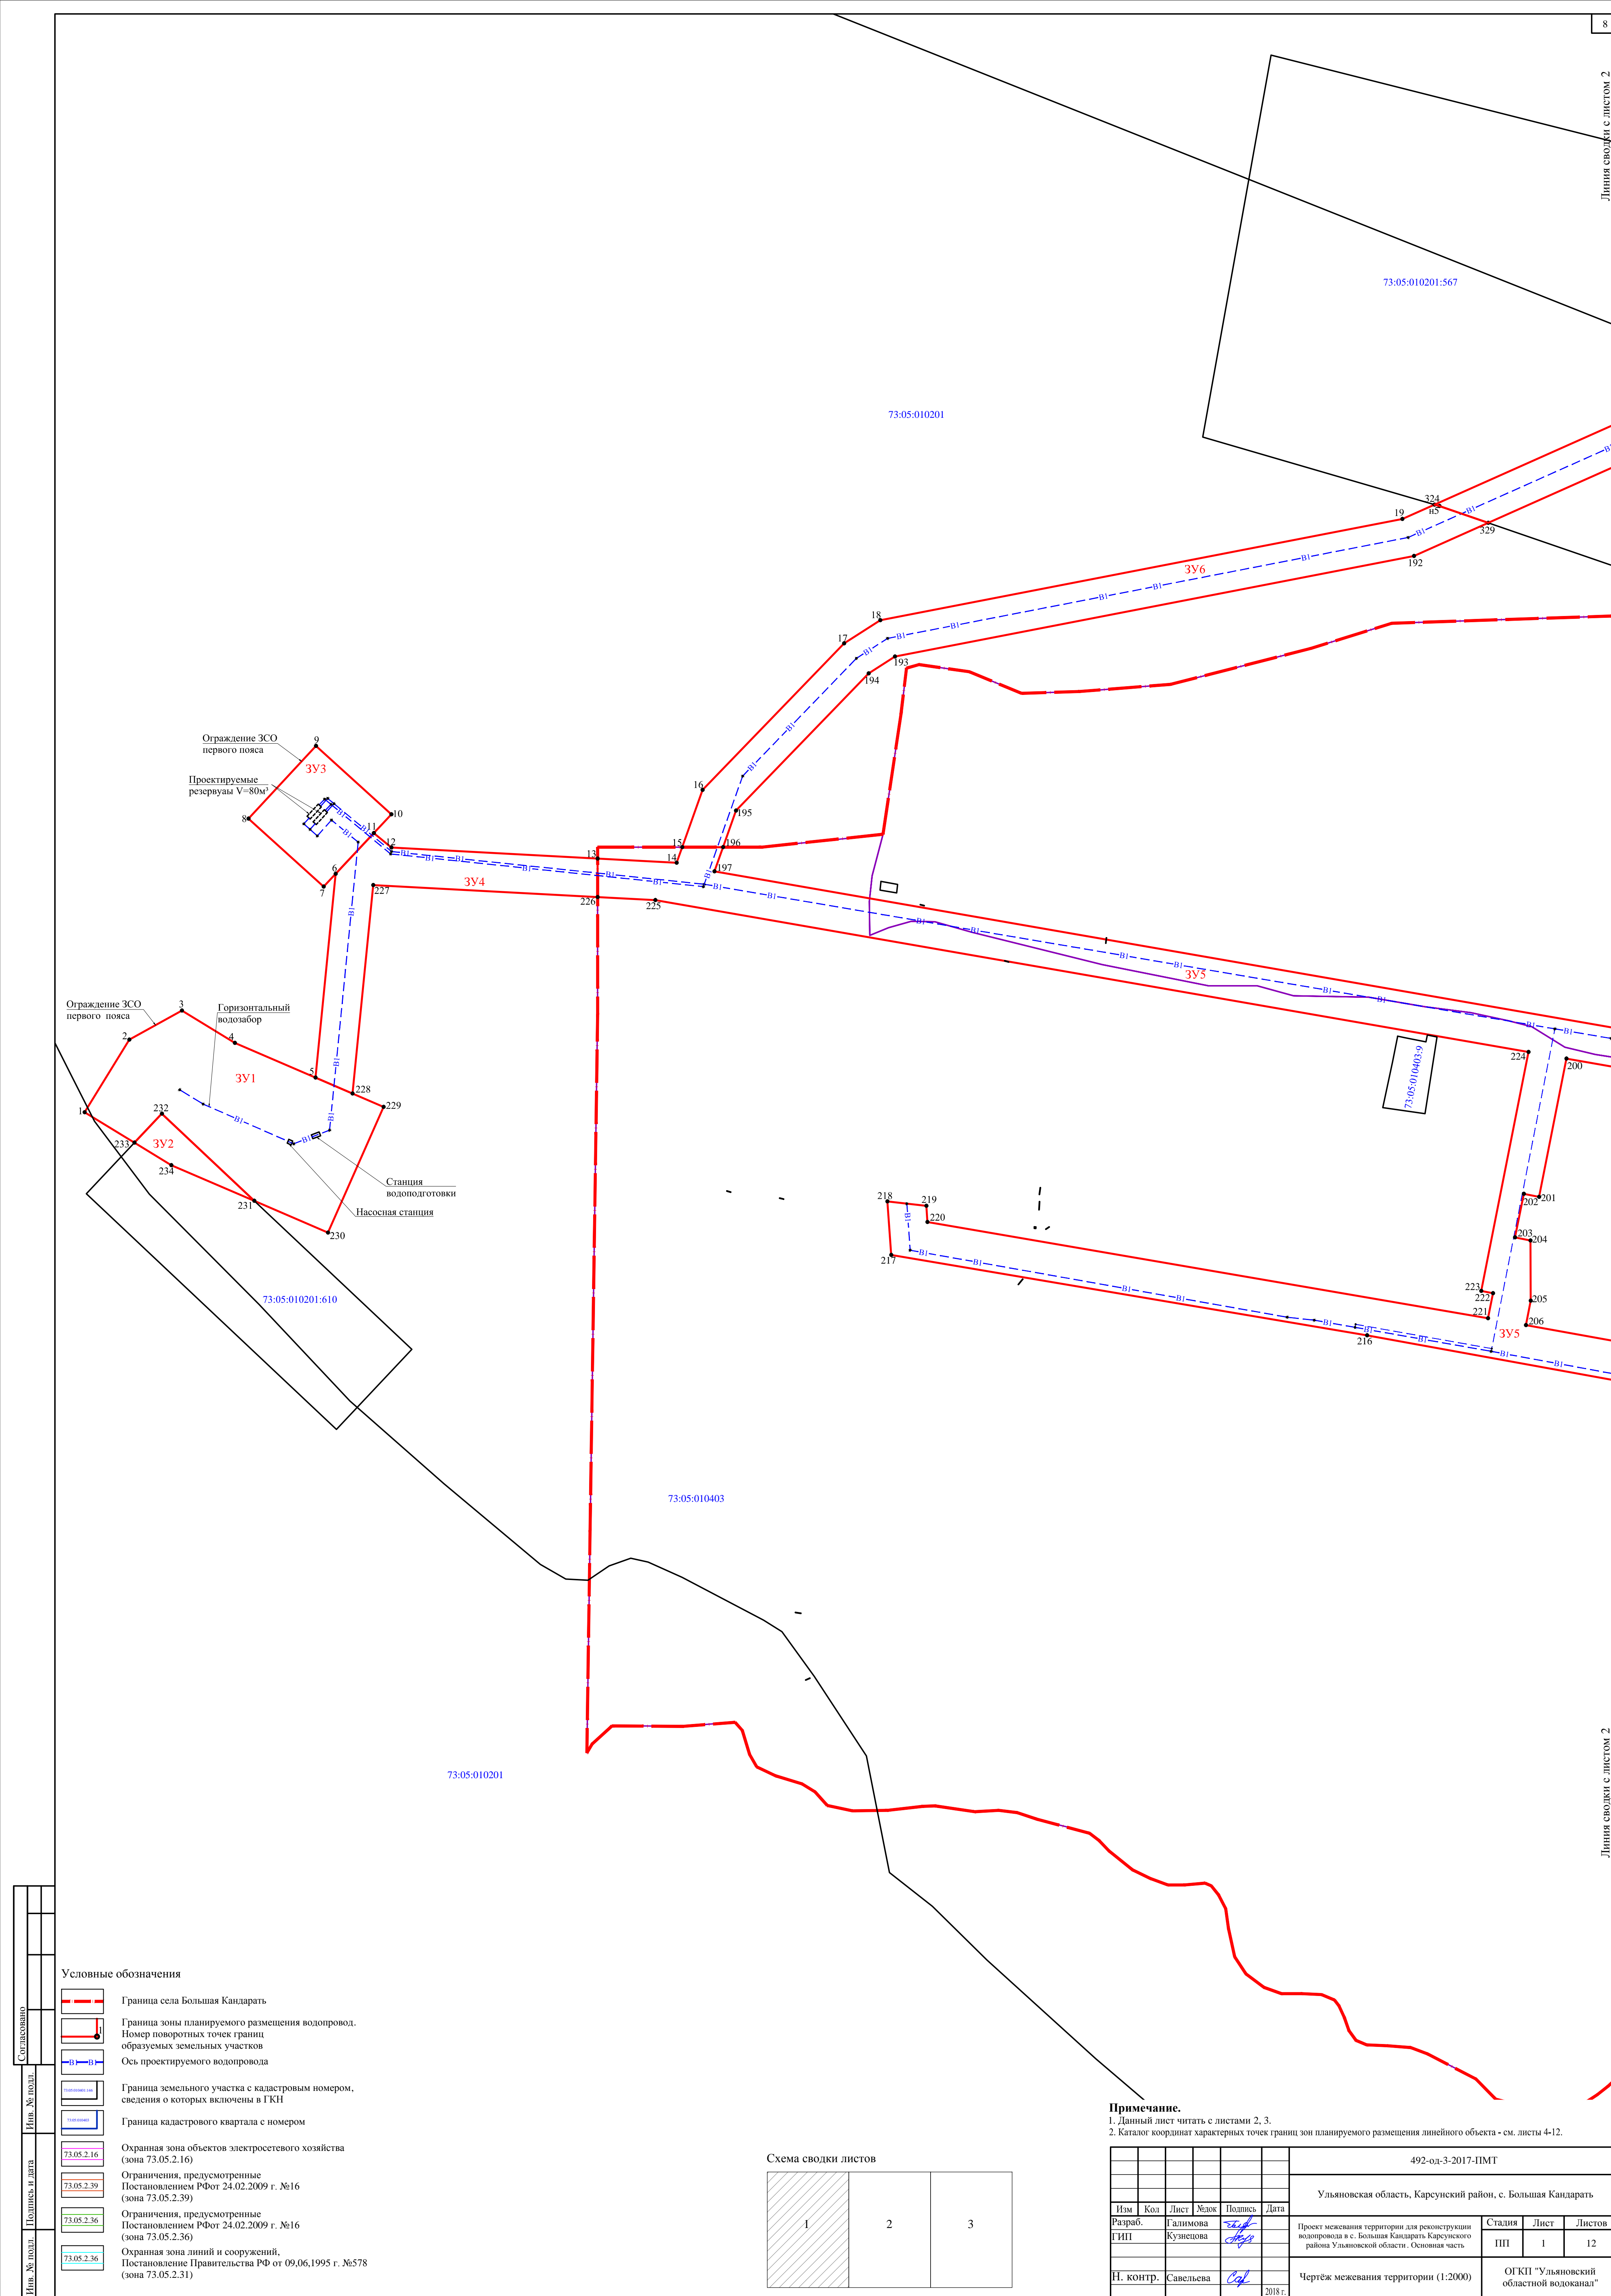 8
Линия сводки с листом 2
73:05:010201:567
73:05:010201
324
н5
19
329
192
ЗУ6
В1
18
17
193
194
16
195
15
196
14
197
13
Ограждение ЗСО
первого пояса
9
ЗУ3
Проектируемые
резервуаы V=80м³
8
10
11
12
6
7
227
ЗУ4
226
225
ЗУ5
224
200
73:05:010403:9
Ограждение ЗСО
первого пояса
3
Горизонтальный
водозабор
2
4
ЗУ1
5
228
229
1
232
233
ЗУ2
234
231
230
Станция
водоподготовки
Насосная станция
73:05:010201:610
218
219
220
217
202
201
203
204
223
222
205
221
206
ЗУ5
216
73:05:010403
73:05:010201
Линия сводки с листом 2
Условные обозначения
Граница села Большая Кандарать
1
Граница зоны планируемого размещения водопровод.
Номер поворотных точек границ
образуемых земельных участков
В1 В1
Ось проектируемого водопровода
Граница земельного участка с кадастровым номером,
сведения о которых включены в ГКН
73:05:010403
Граница кадастрового квартала с номером
73.05.2.16
Охранная зона объектов электросетевого хозяйства
(зона 73.05.2.16)
73.05.2.39
Ограничения, предусмотренные
Постановлением РФот 24.02.2009 г. №16
(зона 73.05.2.39)
73.05.2.36
Ограничения, предусмотренные
Постановлением РФот 24.02.2009 г. №16
(зона 73.05.2.36)
73.05.2.36
Охранная зона линий и сооружений,
Постановление Правительства РФ от 09,06,1995 г. №578
(зона 73.05.2.31)
Согласовано
Инв. № подл.
Подпись и дата
Инв. № подл.
Схема сводки листов
1 2 3
Примечание.
1. Данный лист читать с листами 2, 3.
2. Каталог координат характерных точек границ зон планируемого размещения линейного объекта - см. листы 4-12.
492-од-3-2017-ПМТ
Ульяновская область, Карсунский район, с. Большая Кандарать
Изм Кол Лист №док Подпись Дата
Разраб. Галимова
ГИП Кузнецова
Н. контр. Савельева
2018 г.
Проект межевания территории для реконструкции
водопровода в с. Большая Кандарать Карсунского
района Ульяновской области. Основная часть
Стадия Лист Листов
ПП 1 12
Чертёж межевания территории (1:2000)
ОГКП "Ульяновский
областной водоканал"